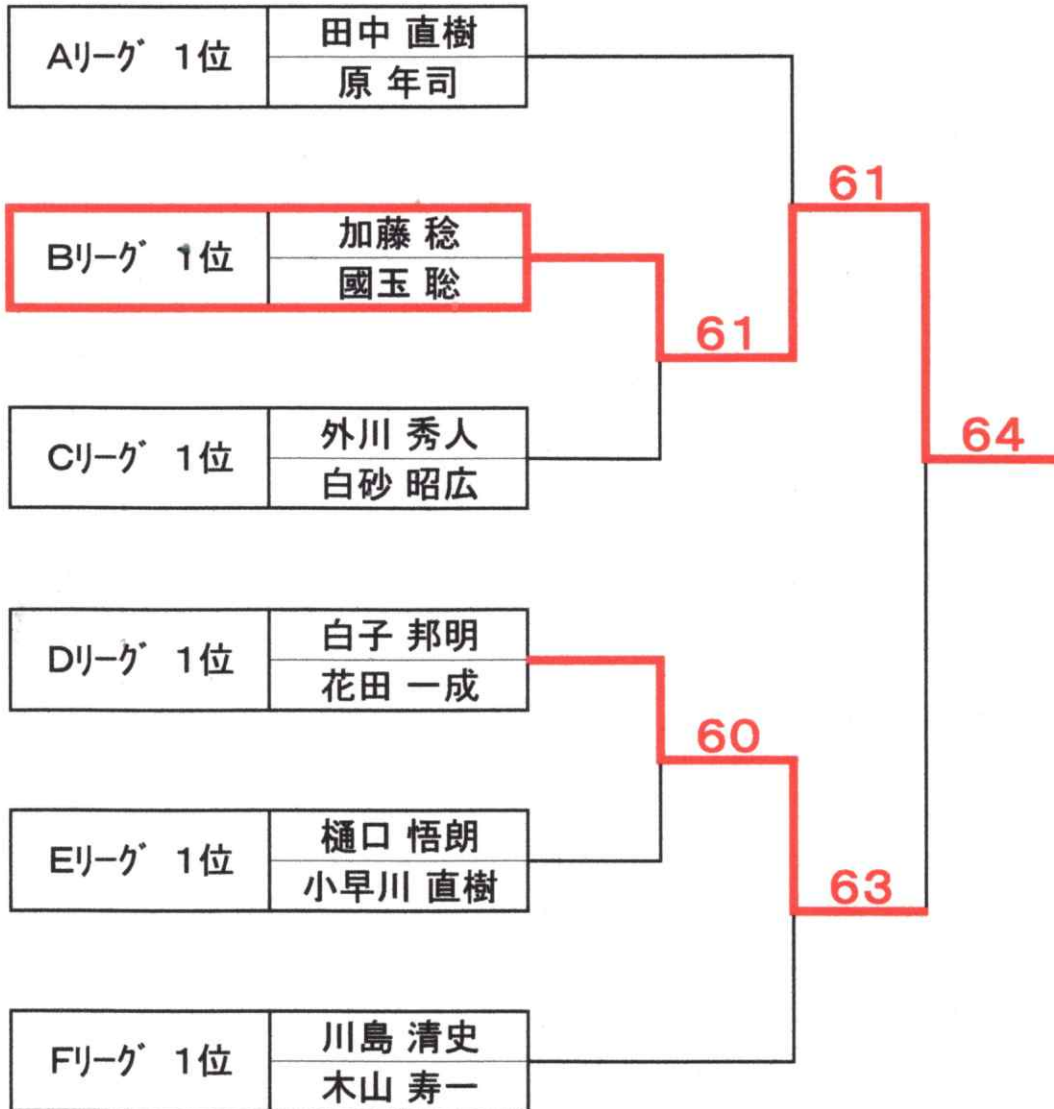 Aリーグ 1位
田中 直樹
原 年司
61
Bリーグ 1位
加藤 稔
國玉 聡
61
Cリーグ 1位
外川 秀人
白砂 昭広
64
Dリーグ 1位
白子 邦明
花田 一成
60
Eリーグ 1位
樋口 悟朗
小早川 直樹
63
Fリーグ 1位
川島 清史
木山 寿一